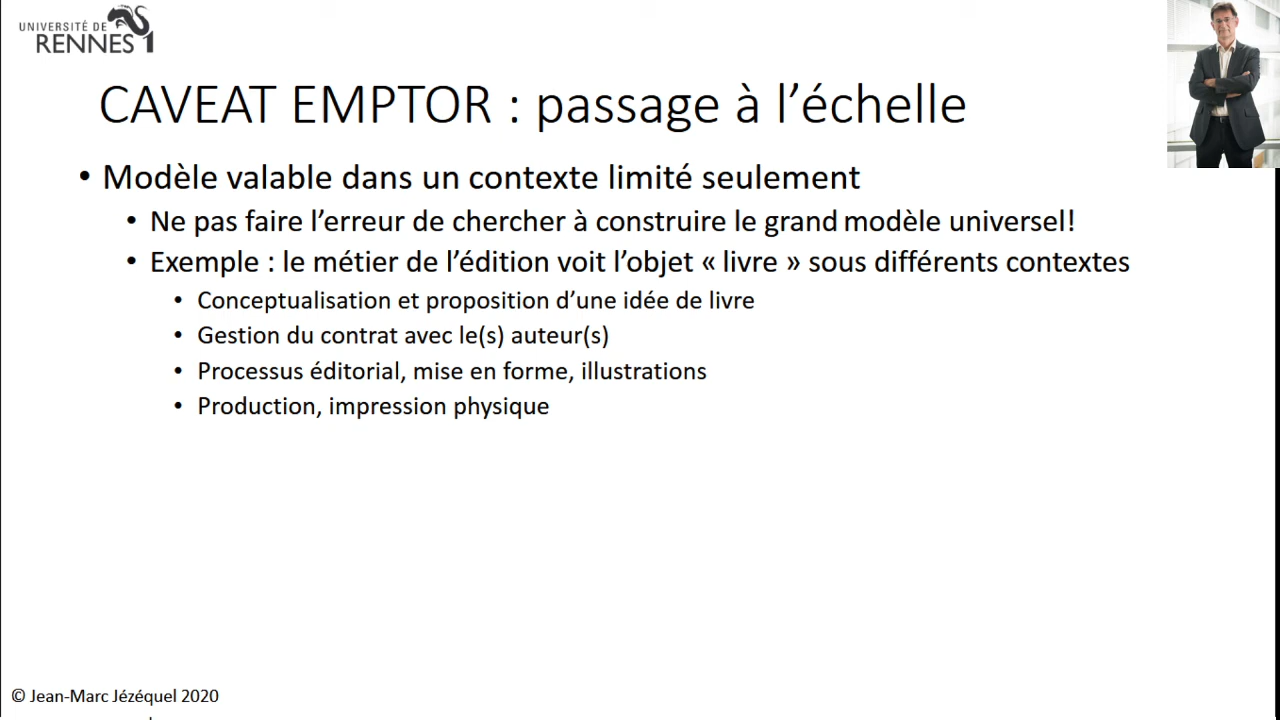 UNIVERSITÉ DE
RENNES 1
CAVEAT EMPTOR : passage à l’échelle
• Modèle valable dans un contexte limité seulement
• Ne pas faire l’erreur de chercher à construire le grand modèle universel!
• Exemple : le métier de l’édition voit l’objet « livre » sous différents contextes
• Conceptualisation et proposition d’une idée de livre
• Gestion du contrat avec le(s) auteur(s)
• Processus éditorial, mise en forme, illustrations
• Production, impression physique
© Jean-Marc Jézéquel 2020